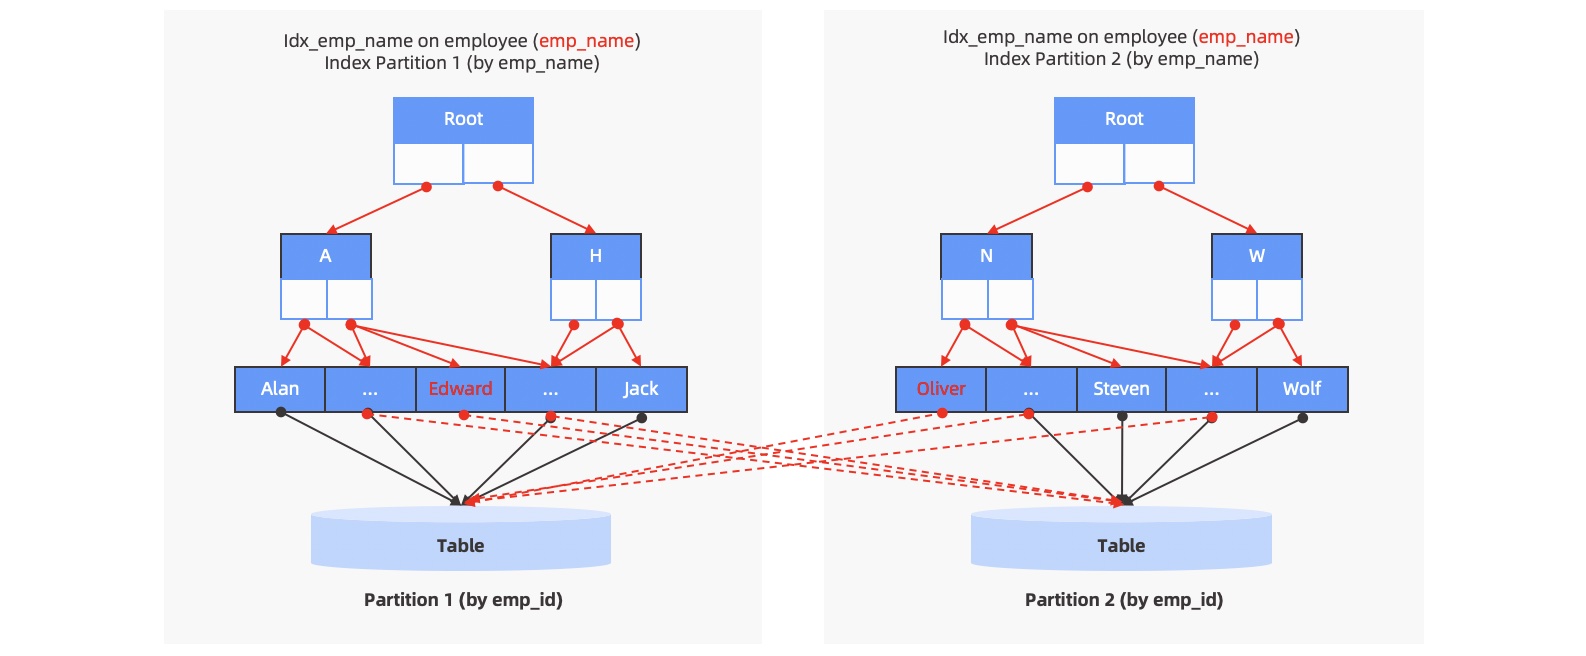 Idx_emp_name on employee (emp_name)
Index Partition 1 (by emp_name)
Root
A
H
Alan
...
Edward
...
Jack
Table
Partition 1 (by emp_id)
Idx_emp_name on employee (emp_name)
Index Partition 2 (by emp_name)
Root
N
W
Oliver
...
Steven
...
Wolf
Table
Partition 2 (by emp_id)